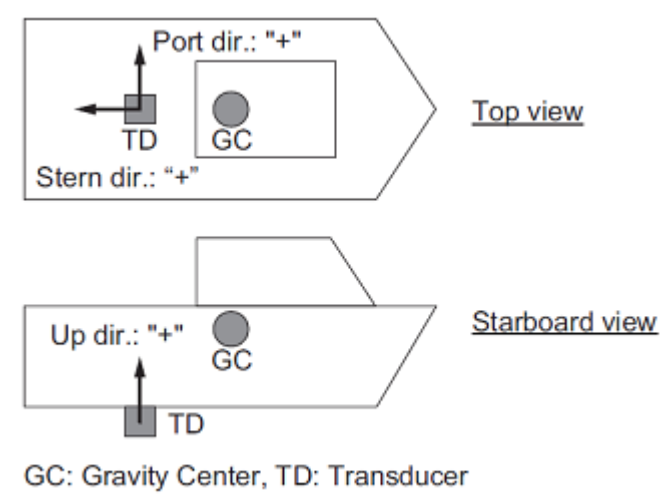 Port dir.: "+"
TD
GC
Top view
Stern dir.: “+”
Up dir.: "+"
GC
Starboard view
TD
GC: Gravity Center, TD: Transducer